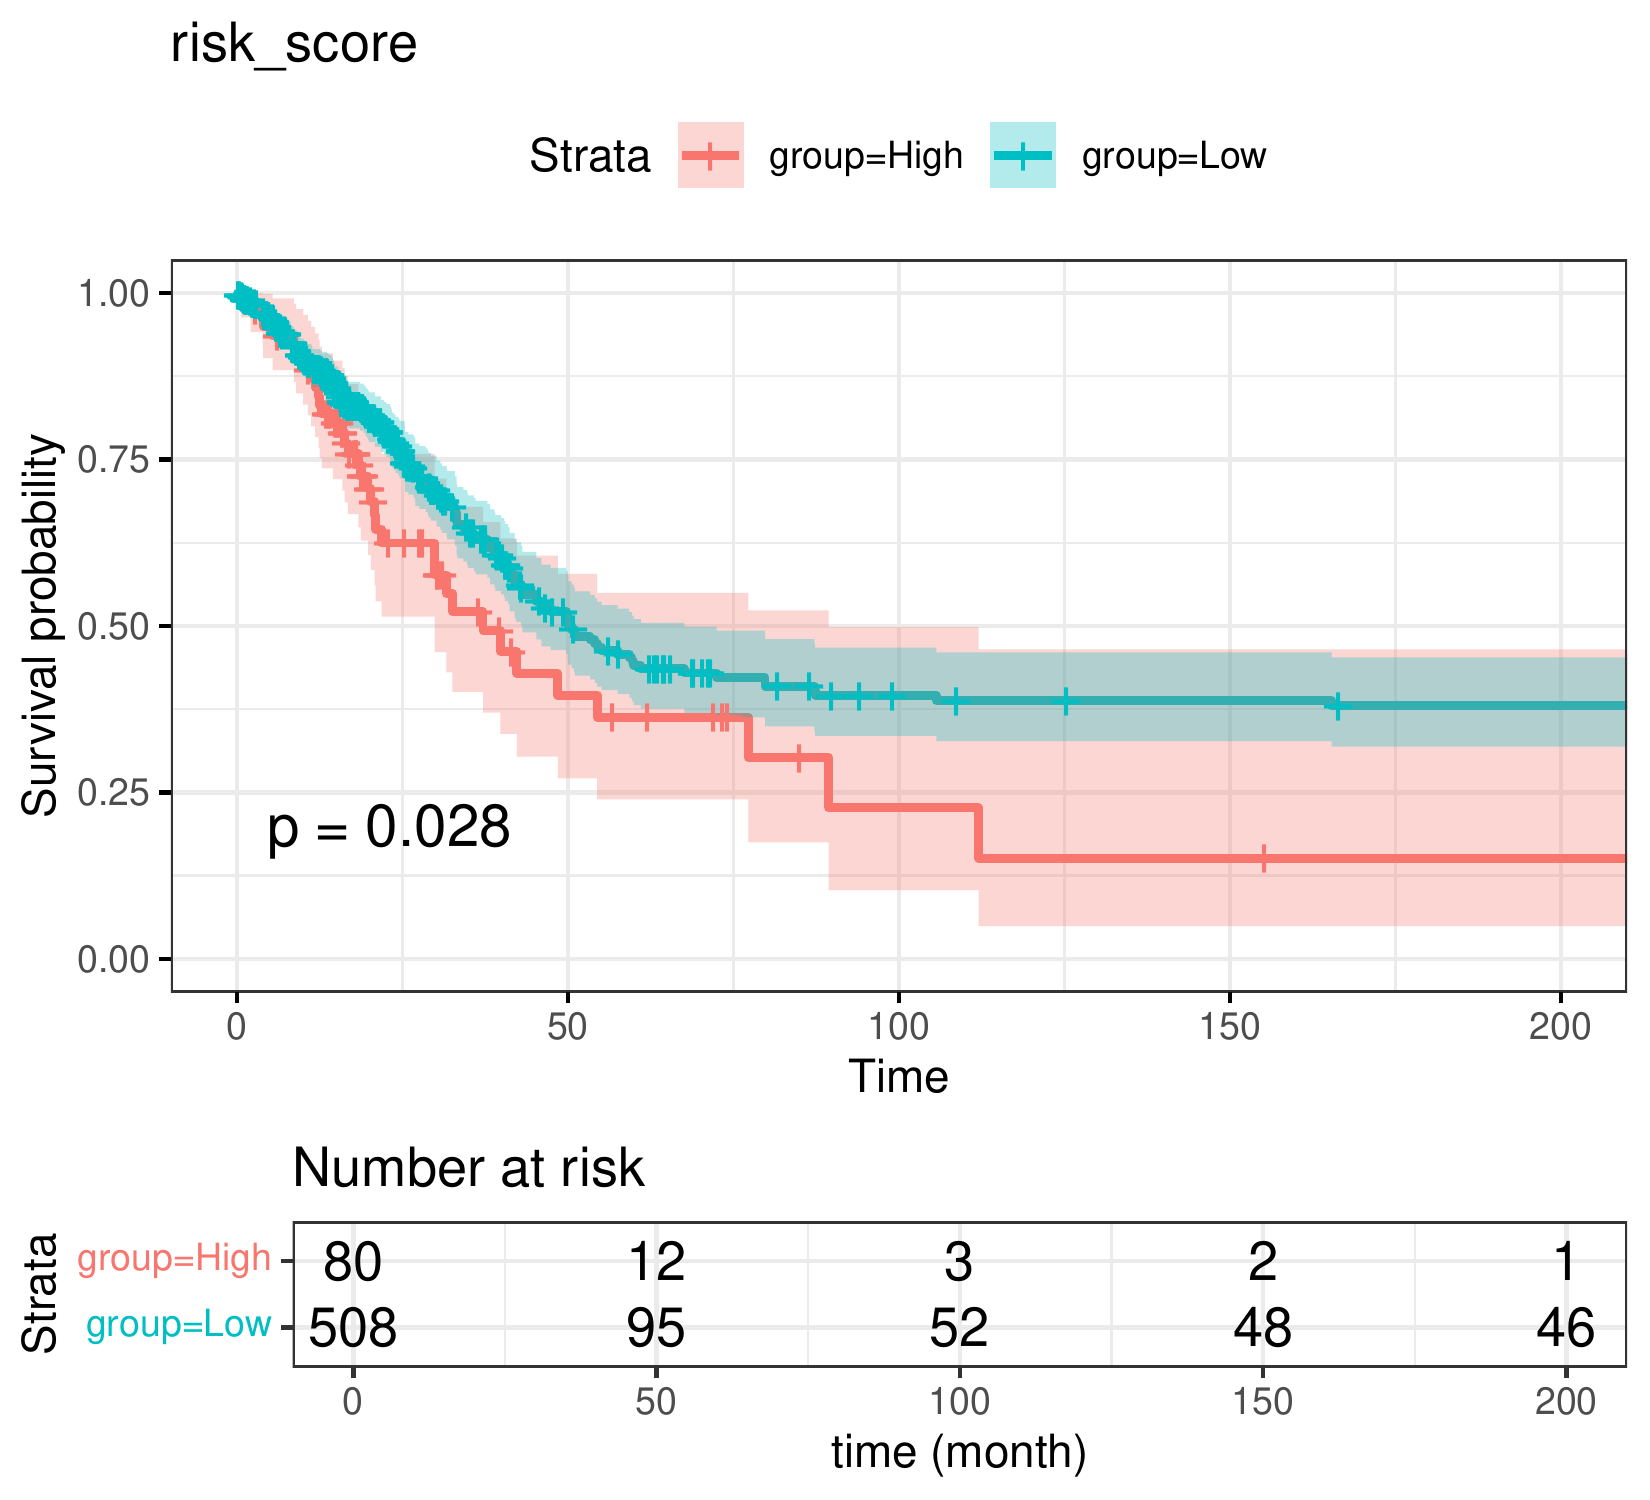 risk_score
Strata group=High group=Low
1.00
0.75
0.50
0.25
0.00
Survival probability
p = 0.028
0 50 100 150 200
Time
Number at risk
Strata
group=High 80 12 3 2 1
group=Low 508 95 52 48 46
0 50 100 150 200
time (month)